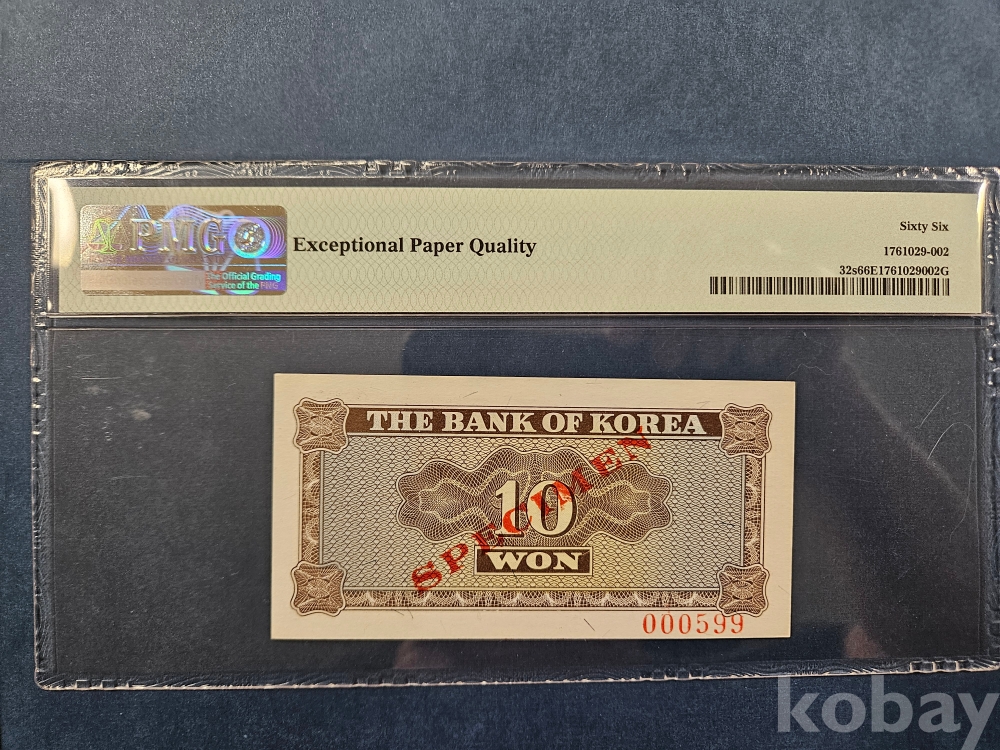 PMG
The Official Grading
Service of the PMG
Exceptional Paper Quality
Sixty Six
1761029-002
32s66E1761029002G
THE BANK OF KOREA
10
WON
SPECIMEN
000599
kobay